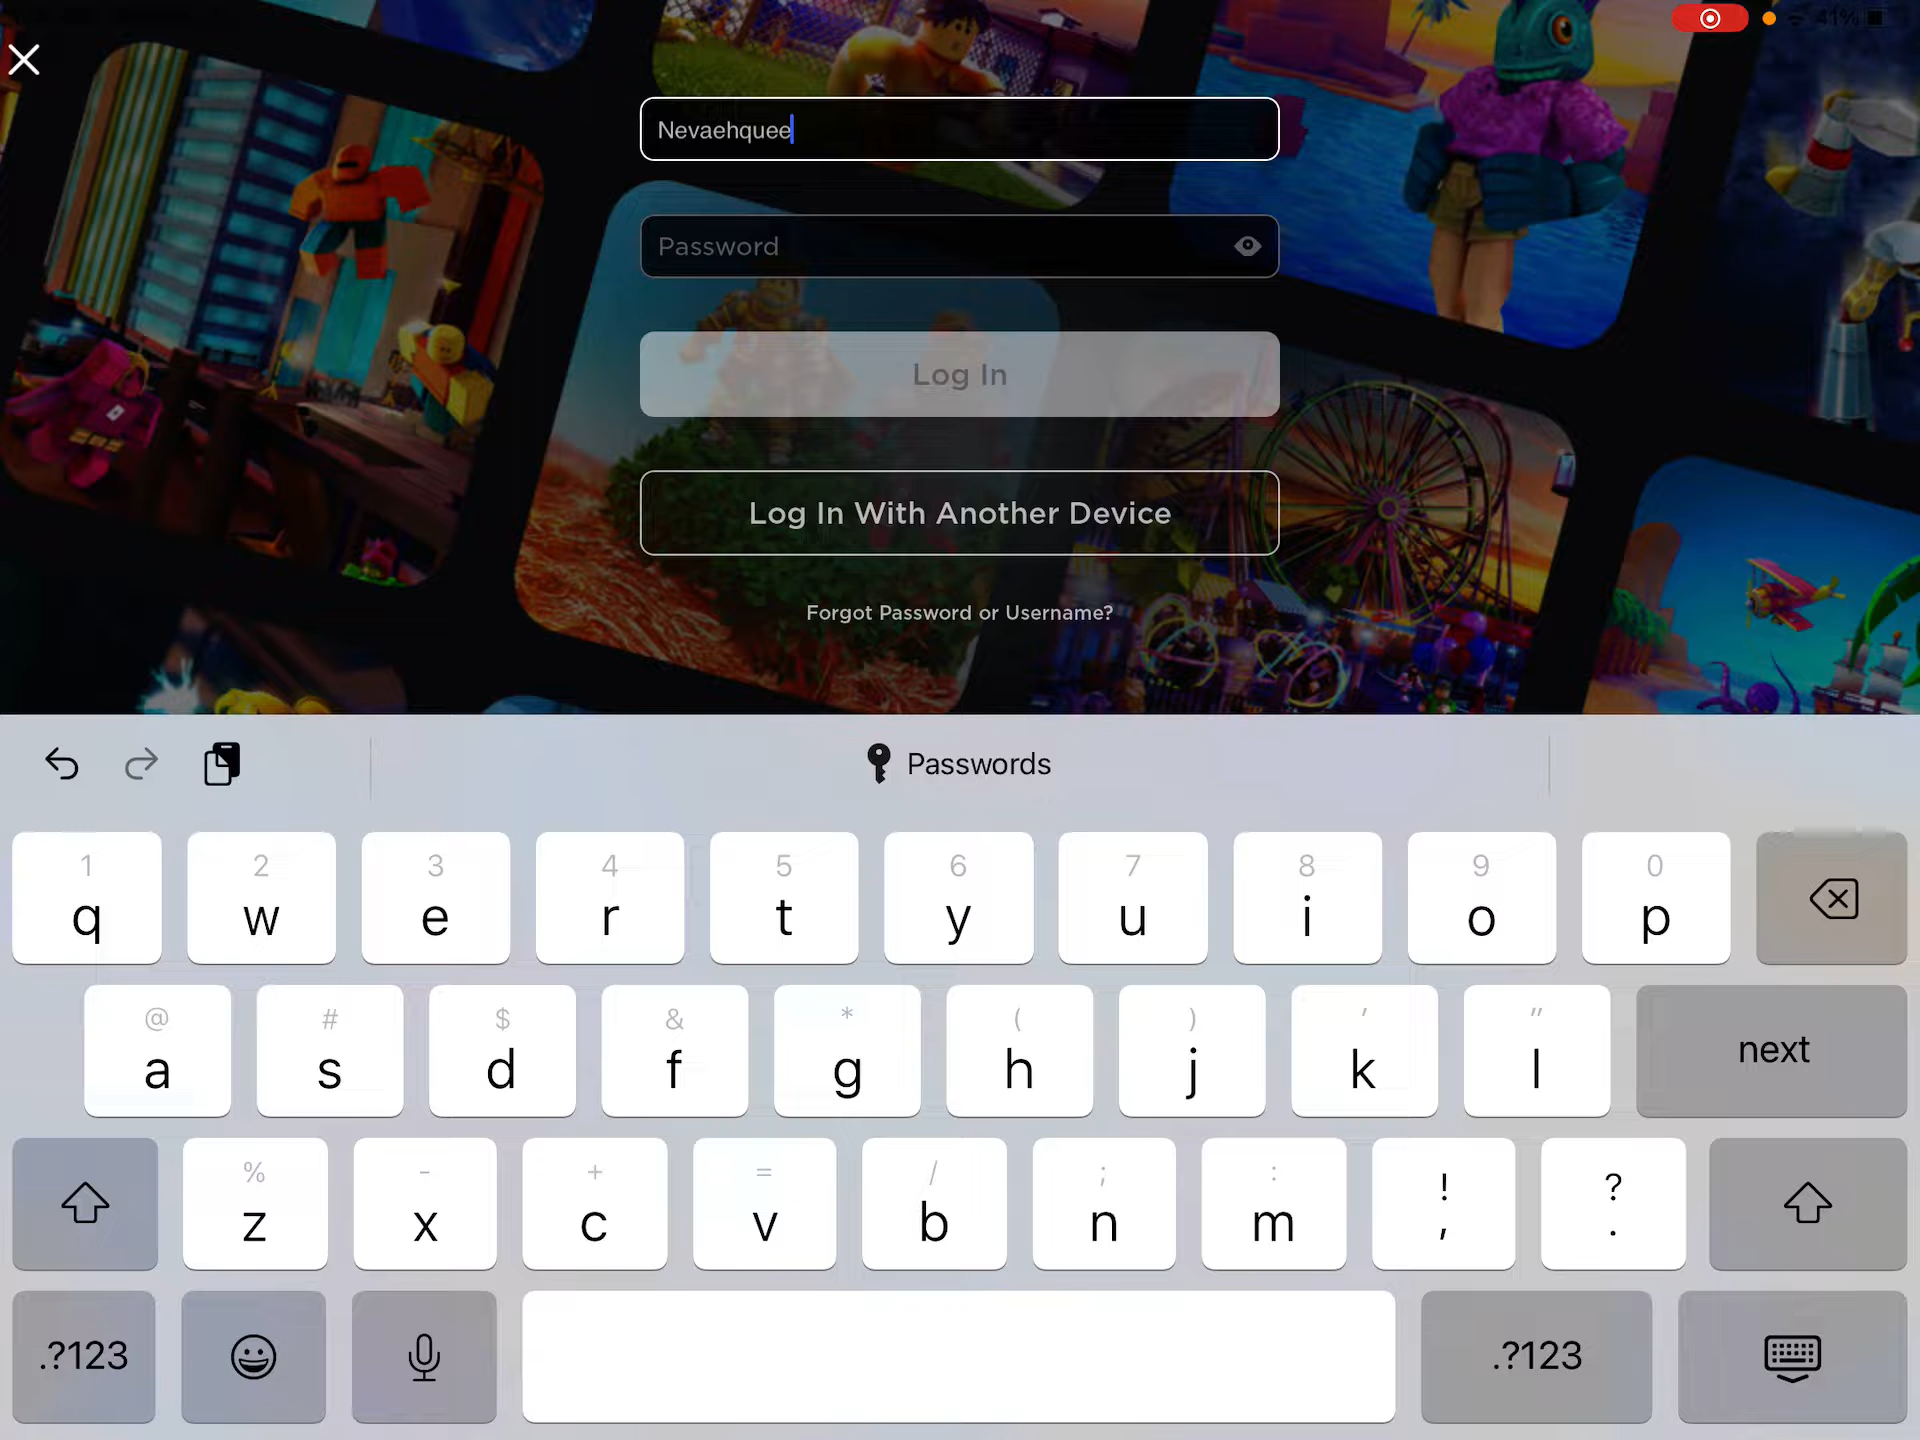 41%
Nevaehquee
Password
Log In
Log In With Another Device
Forgot Password or Username?
Passwords
1 2 3 4 5 6 7 8 9 0
q w e r t y u i o p
@ # $ & * ( ) ' "
a s d f g h j k l next
% - + = / ; : ! ?
z x c v b n m , .
.?123 .?123